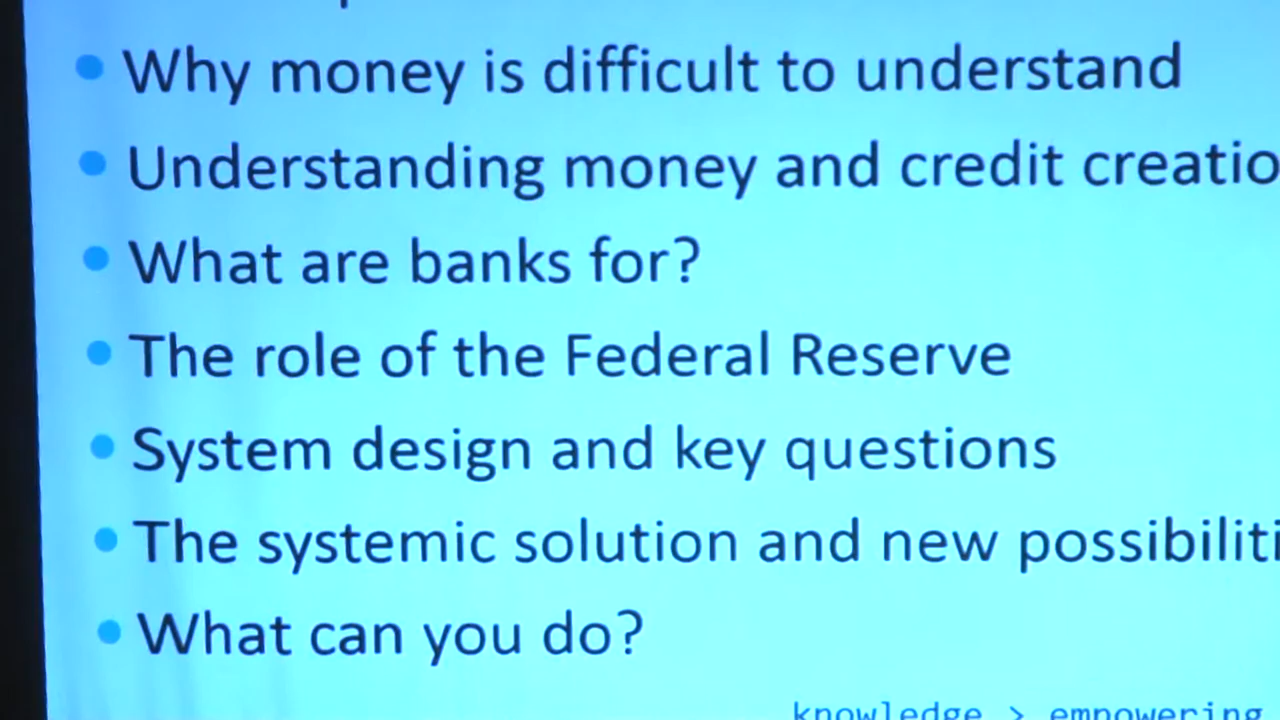 Why money is difficult to understand
Understanding money and credit creatio
What are banks for?
The role of the Federal Reserve
System design and key questions
The systemic solution and new possibiliti
What can you do?
knowledge > empowering